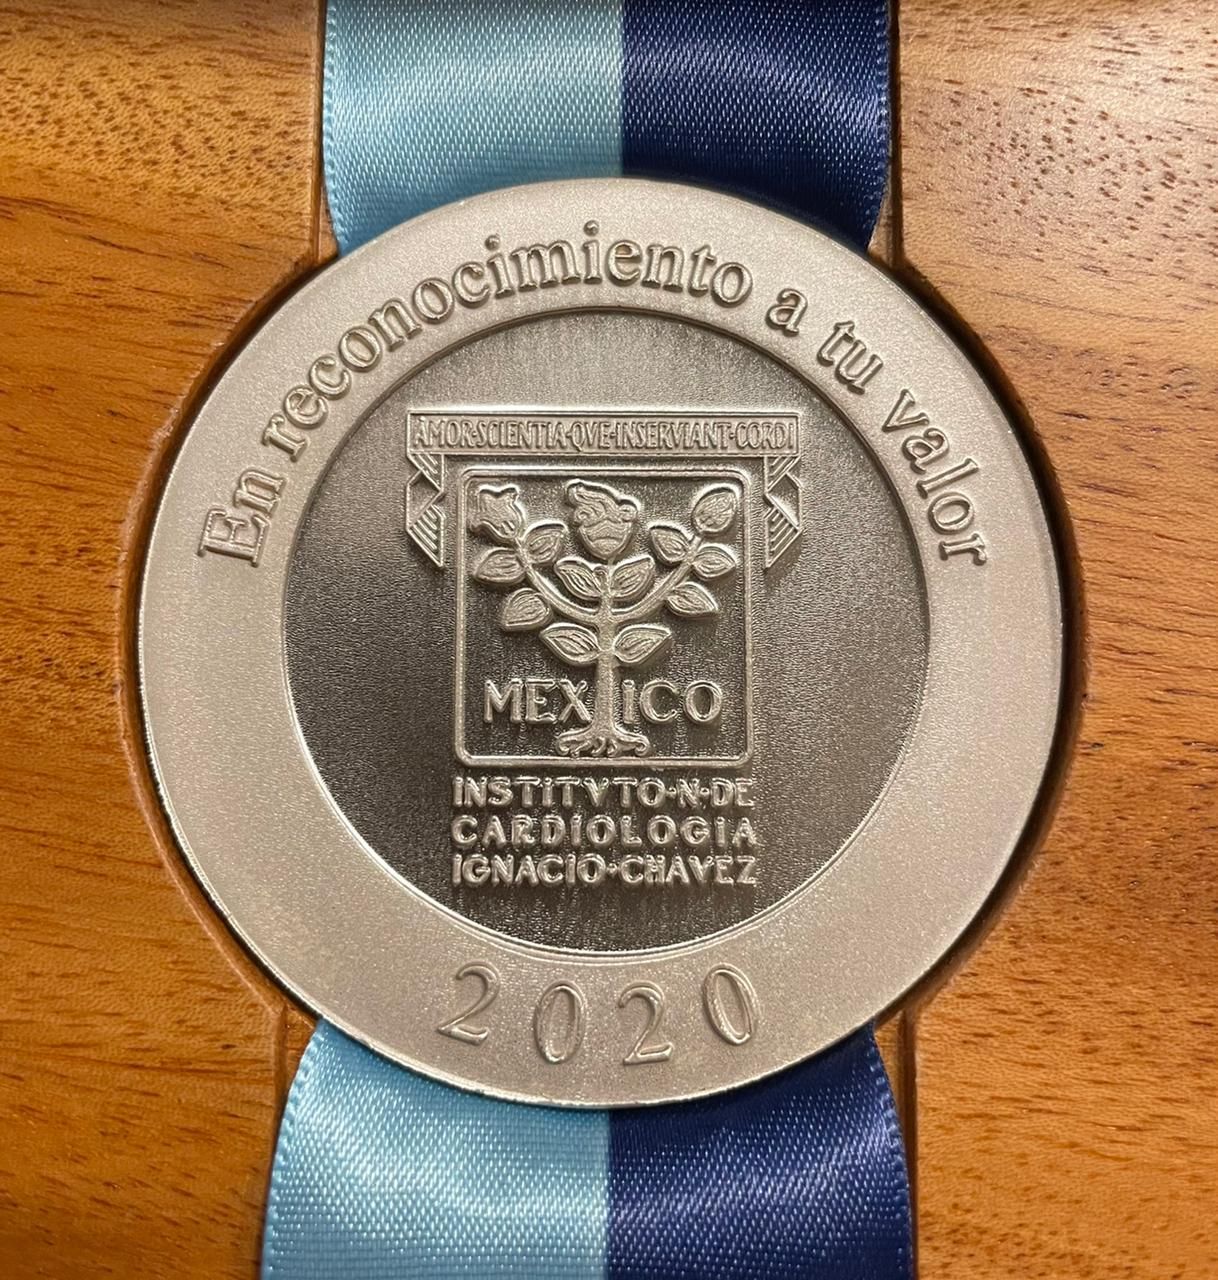 En reconocimiento a tu valor
AMOR·SCIENTIA·QVE·INSERVIANT·CORDI
MEXICO
INSTITVTO·N·DE
CARDIOLOGIA
IGNACIO·CHAVEZ
2020